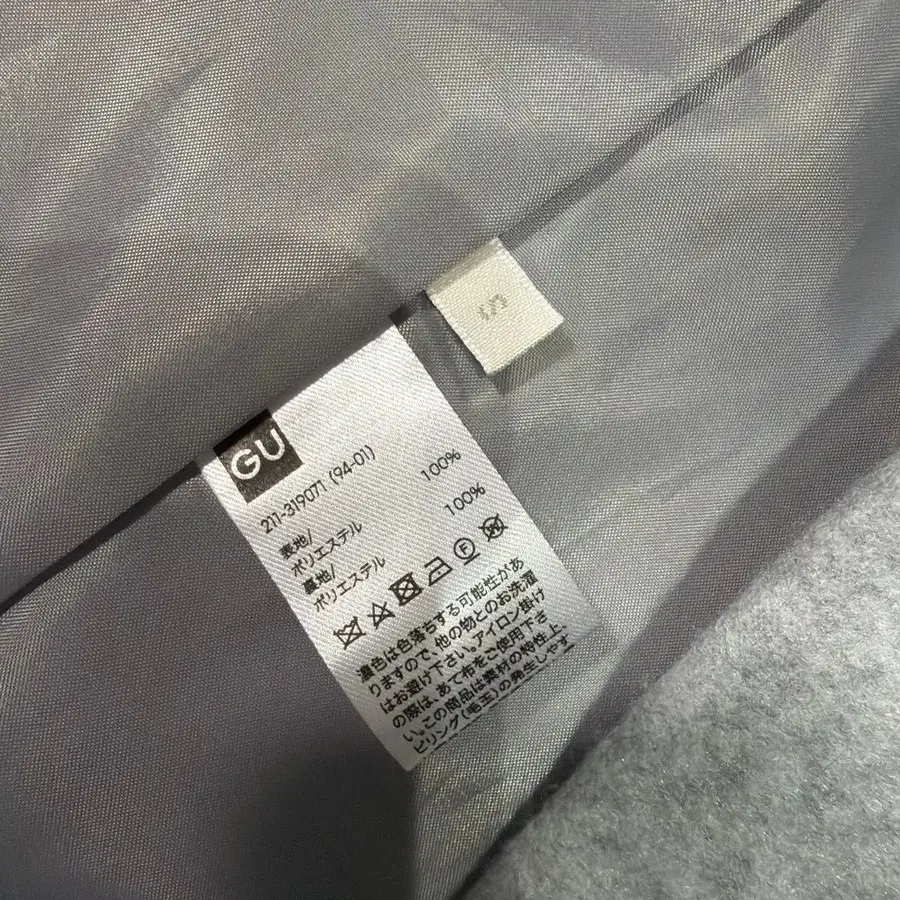 GU
211-319071 (94-01)
表地/
ポリエステル 100%
裏地/
ポリエステル 100%
濃色は色落ちする可能性があ
りますので、他の物とのお洗濯
はお避け下さい。アイロン掛け
の際は、あて布をご使用下さ
い。この商品は素材の特性上、
ピリング(毛玉)の発生しやす